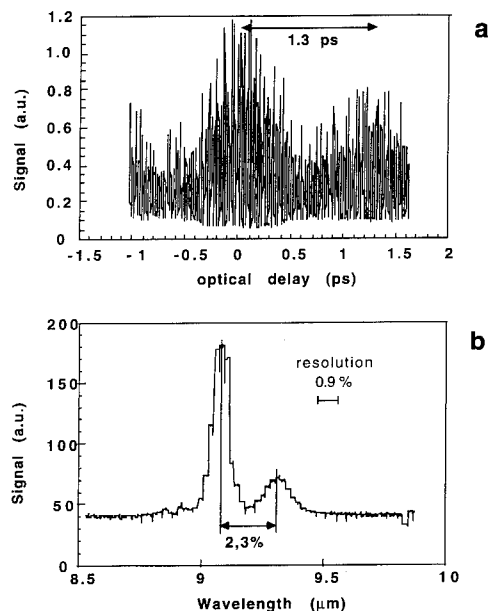 1.2
1.0
0.8
0.6
0.4
0.2
0
Signal (a.u.)
1.3 ps
a
-1.5 -1 -0.5 0 0.5 1 1.5 2
optical delay (ps)
200
150
100
50
0
Signal (a.u.)
b
resolution
0.9 %
2,3%
8.5 9 9.5 10
Wavelength (μm)